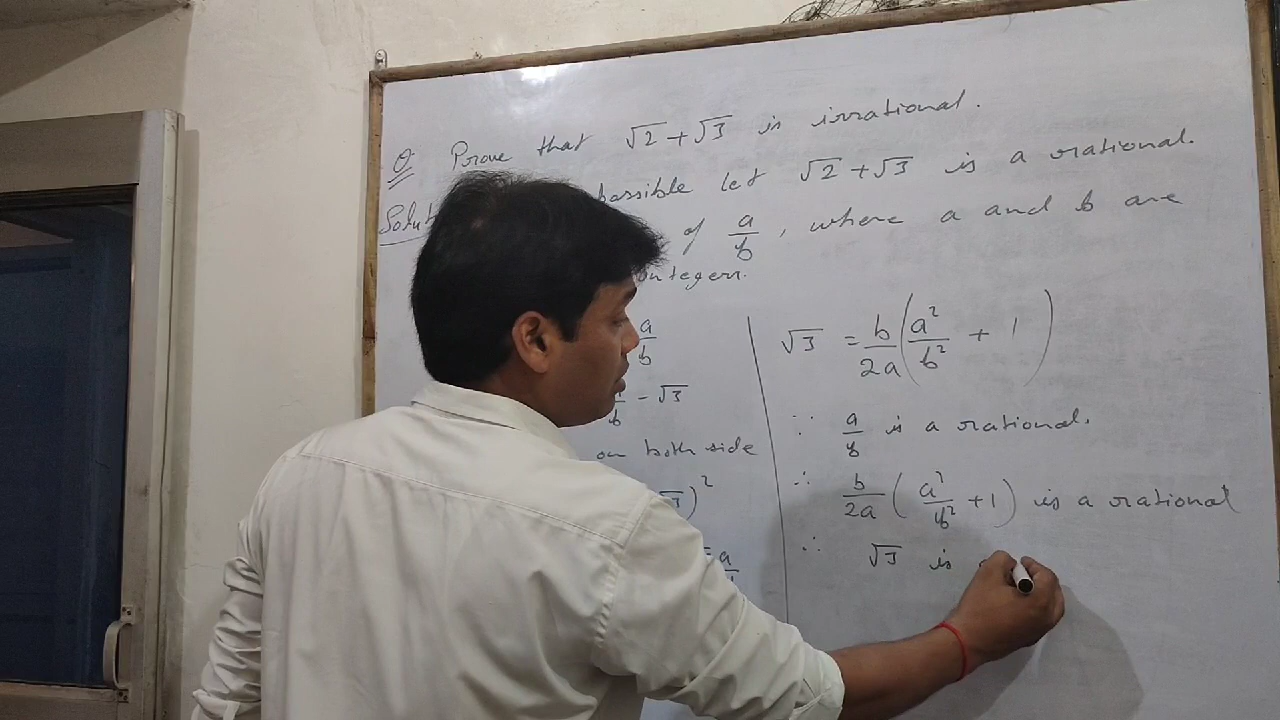 Q Prove that √2 + √3 is irrational.
possible let √2 + √3 is a rational.
of a/b, where a and b are
integers.
a/b
- √3
on both side
√3)²
a
√3 = b/2a (a²/b² + 1)
∵ a/b is a rational.
∴ b/2a (a²/b² + 1) is a rational
∴ √3 is